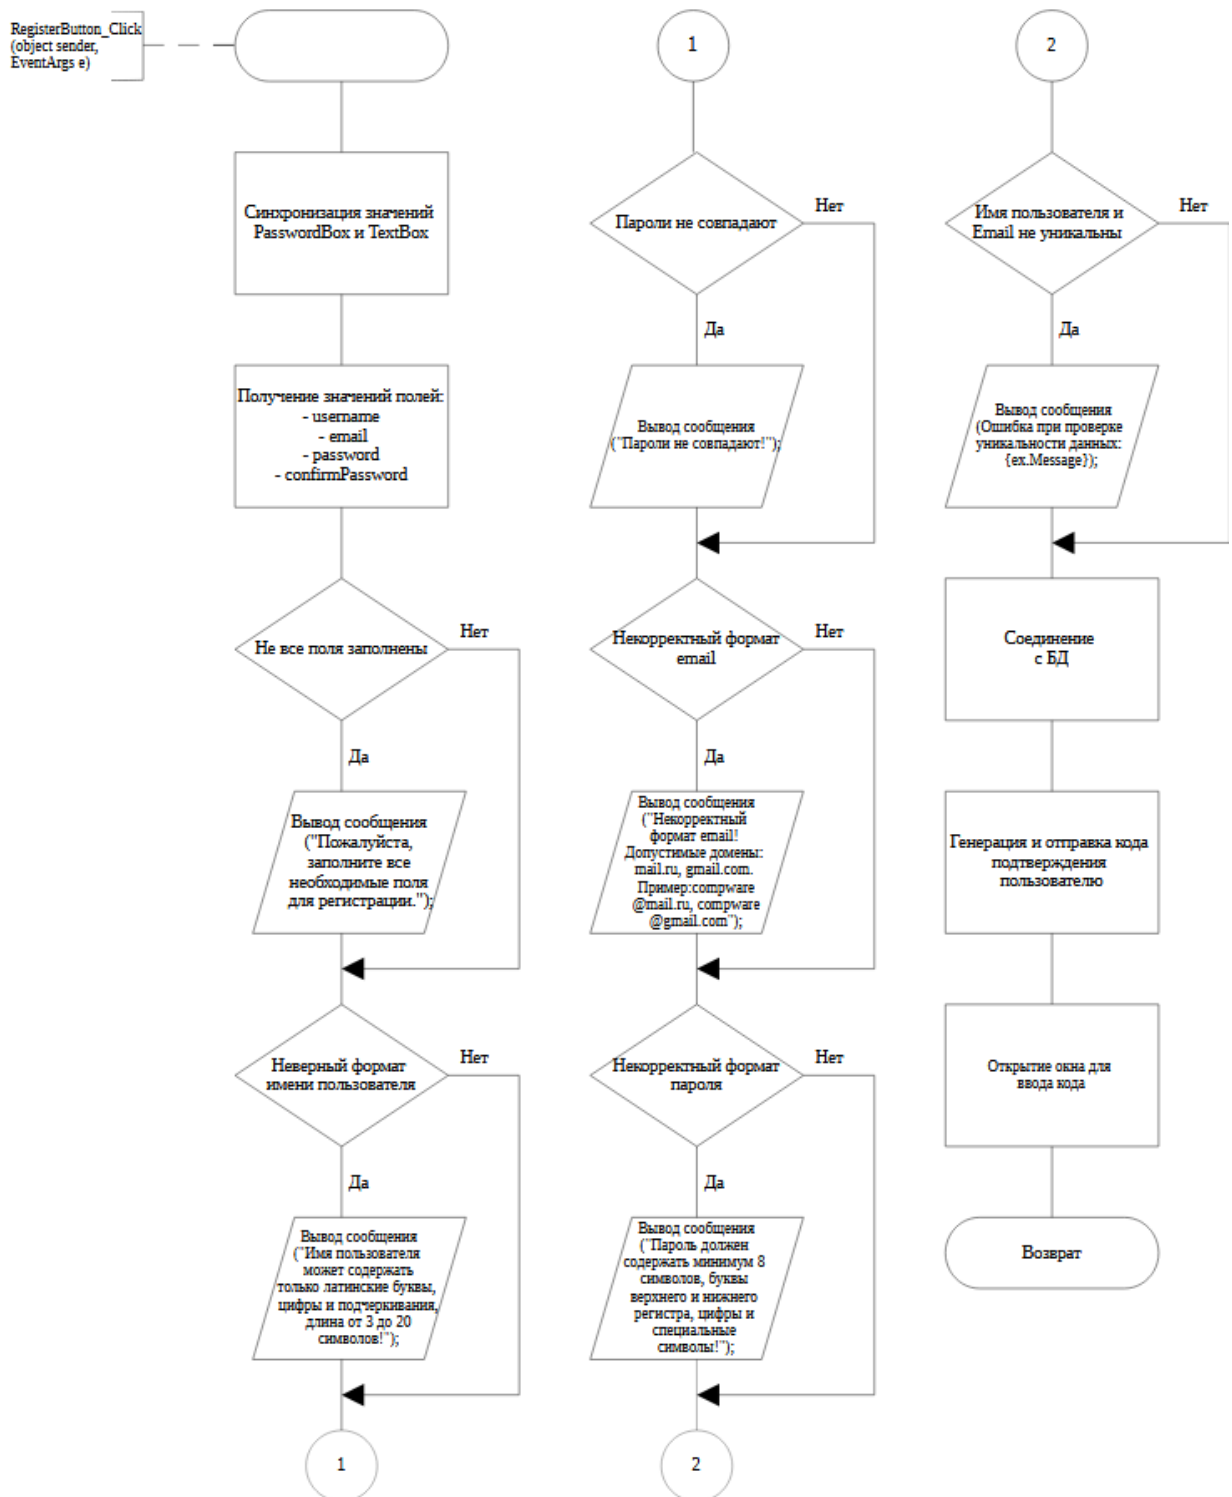 RegisterButton_Click
(object sender,
EventArgs e)
Синхронизация значений
PasswordBox и TextBox
Получение значений полей:
- username
- email
- password
- confirmPassword
Не все поля заполнены
Нет
Да
Вывод сообщения
("Пожалуйста,
заполните все
необходимые поля
для регистрации.");
Неверный формат
имени пользователя
Нет
Да
Вывод сообщения
("Имя пользователя
может содержать
только латинские буквы,
цифры и подчеркивания,
длина от 3 до 20
символов!");
1
1
Пароли не совпадают
Нет
Да
Вывод сообщения
("Пароли не совпадают!");
Некорректный формат
email
Нет
Да
Вывод сообщения
("Некорректный
формат email!
Допустимые домены:
mail.ru, gmail.com.
Пример:compware
@mail.ru, compware
@gmail.com");
Некорректный формат
пароля
Нет
Да
Вывод сообщения
("Пароль должен
содержать минимум 8
символов, буквы
верхнего и нижнего
регистра, цифры и
специальные
символы!");
2
2
Имя пользователя и
Email не уникальны
Нет
Да
Вывод сообщения
(Ошибка при проверке
уникальности данных:
{ex.Message});
Соединение
с БД
Генерация и отправка кода
подтверждения
пользователю
Открытие окна для
ввода кода
Возврат